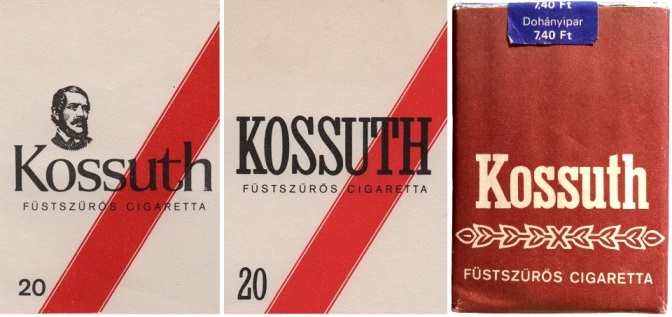 Kossuth
FÜSTSZŰRŐS CIGARETTA
20
KOSSUTH
FÜSTSZŰRŐS CIGARETTA
20
7,40 Ft
Dohányipar
7,40 Ft
Kossuth
FÜSTSZŰRŐS CIGARETTA